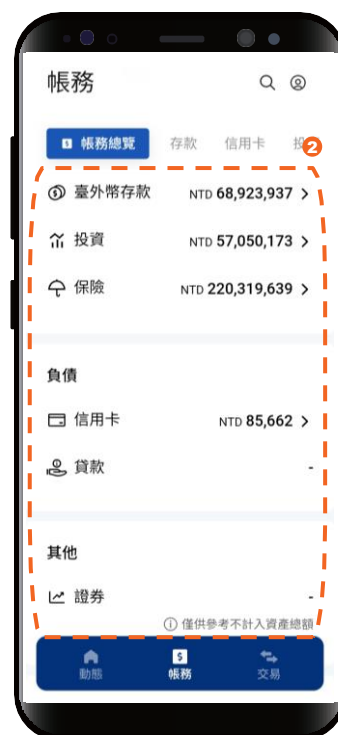 帳務
帳務總覽 存款 信用卡 投
2
臺外幣存款 NTD 68,923,937
投資 NTD 57,050,173
保險 NTD 220,319,639
負債
信用卡 NTD 85,662
貸款 -
其他
證券 -
僅供參考不計入資產總額
動態 帳務 交易